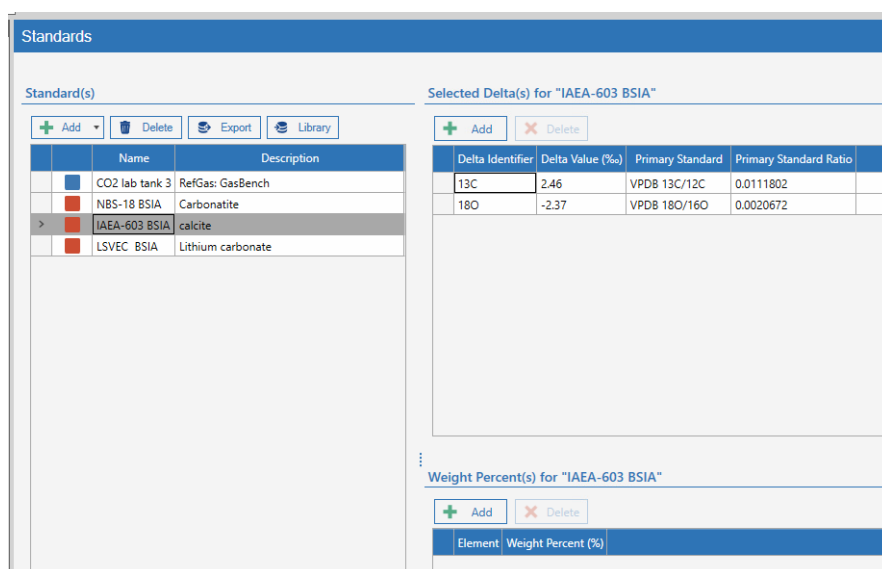 Standards
Standard(s)
Add Delete Export Library
Name Description
CO2 lab tank 3 RefGas: GasBench
NBS-18 BSIA Carbonatite
> IAEA-603 BSIA calcite
LSVEC BSIA Lithium carbonate
Selected Delta(s) for "IAEA-603 BSIA"
Add Delete
Delta Identifier Delta Value (‰) Primary Standard Primary Standard Ratio
13C 2.46 VPDB 13C/12C 0.0111802
18O -2.37 VPDB 18O/16O 0.0020672
Weight Percent(s) for "IAEA-603 BSIA"
Add Delete
Element Weight Percent (%)